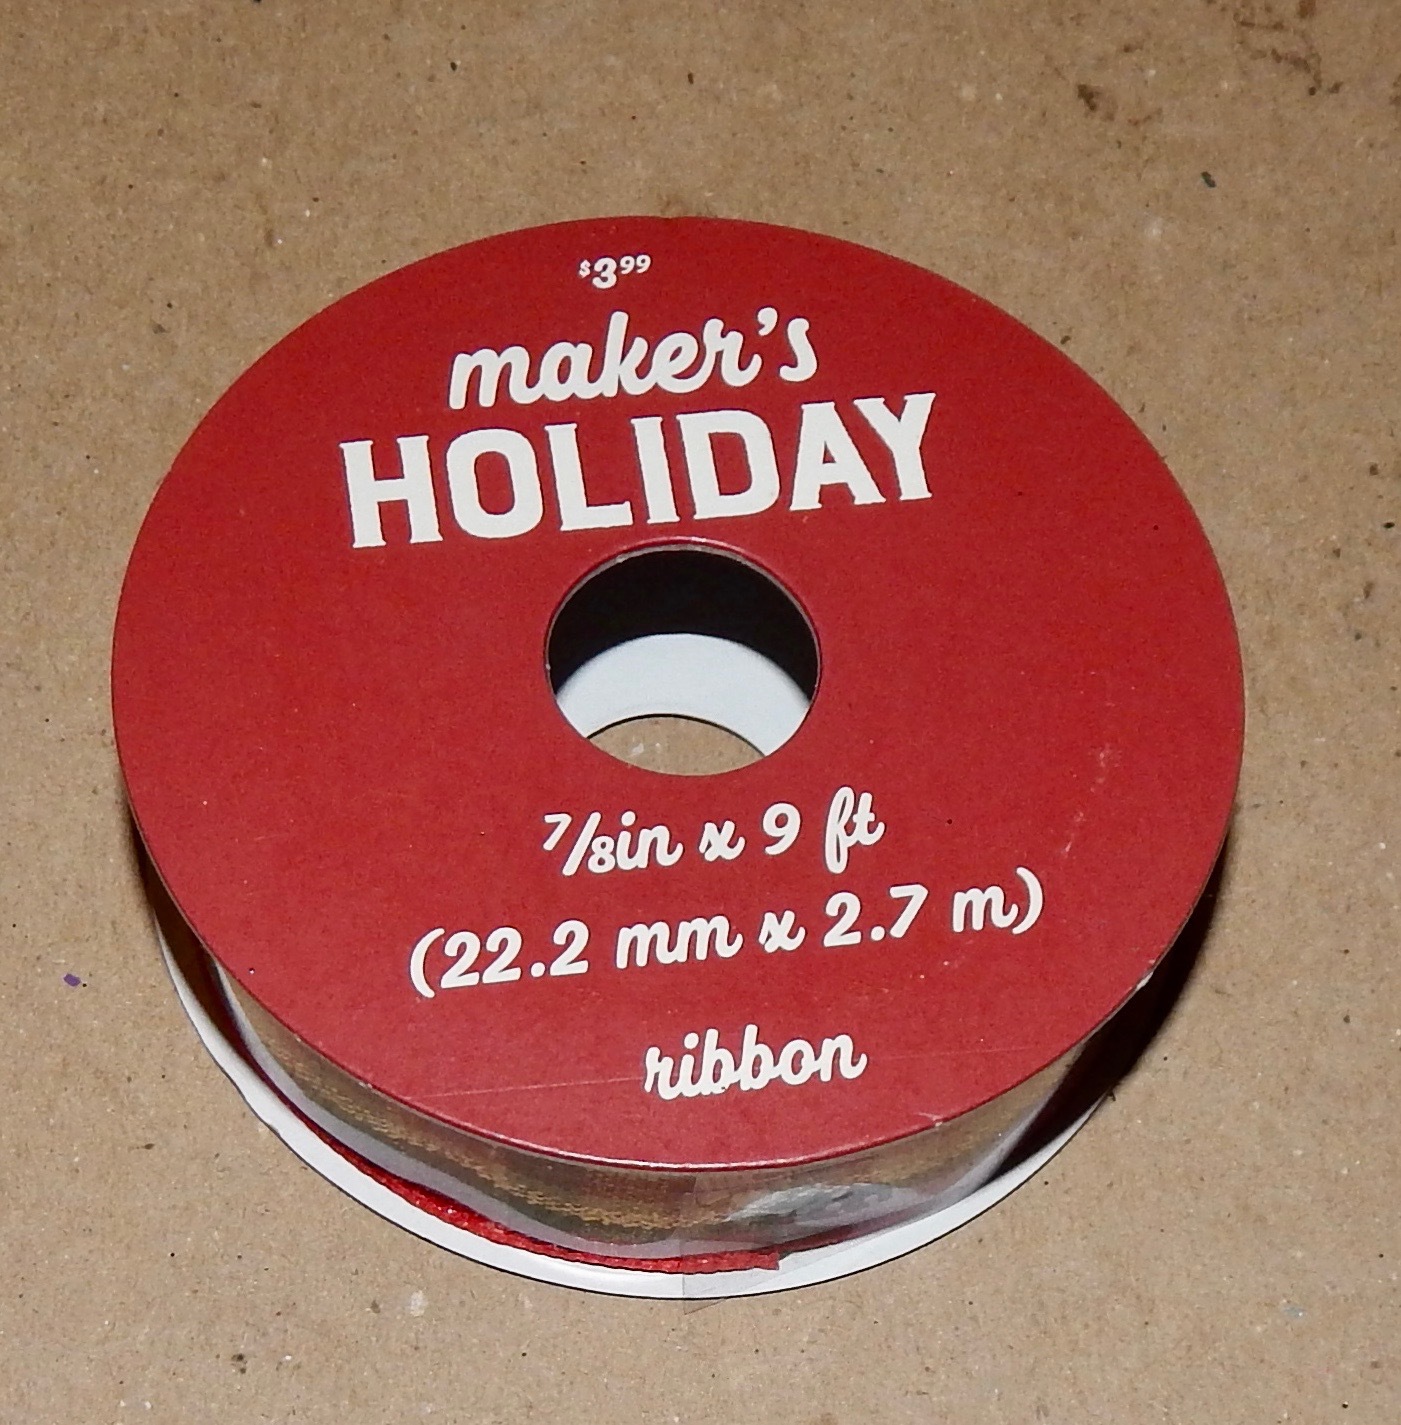 $3.99
maker's
HOLIDAY
7/8in x 9 ft
(22.2 mm x 2.7 m)
ribbon